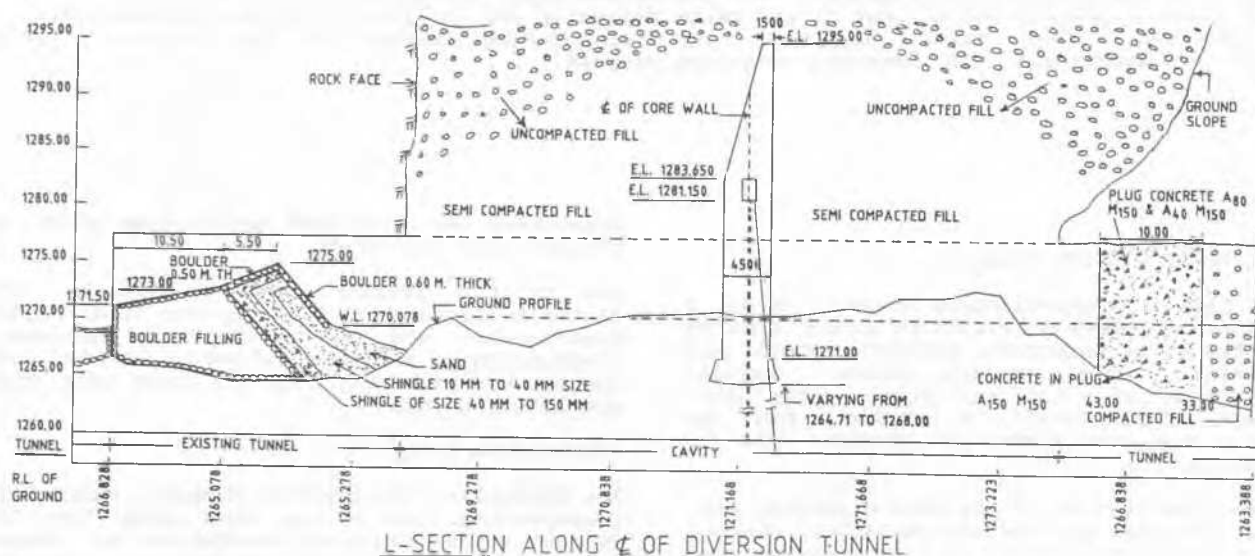 1295.00
1290.00
1285.00
1280.00
1275.00
1270.00
1265.00
1260.00
1500
E.L. 1295.00
ROCK FACE
UNCOMPACTED FILL
℄ OF CORE WALL
UNCOMPACTED FILL
GROUND
SLOPE
E.L. 1283.650
E.L. 1281.150
SEMI COMPACTED FILL
SEMI COMPACTED FILL
PLUG CONCRETE A80
M150 & A40 M150
10.00
10.50
5.50
BOULDER
0.50 M. TH
1275.00
1273.00
1271.50
BOULDER 0.60 M. THICK
4500
GROUND PROFILE
W.L. 1270.078
BOULDER FILLING
SAND
SHINGLE 10 MM TO 40 MM SIZE
SHINGLE OF SIZE 40 MM TO 150 MM
E.L. 1271.00
VARYING FROM
1264.71 TO 1268.00
CONCRETE IN PLUG
A150 M150
43.00
33.00
COMPACTED FILL
TUNNEL
EXISTING TUNNEL
CAVITY
TUNNEL
R.L. OF
GROUND
1266.828
1265.078
1265.278
1269.278
1270.838
1271.168
1271.668
1273.223
1266.838
1263.388
L-SECTION ALONG ℄ OF DIVERSION TUNNEL